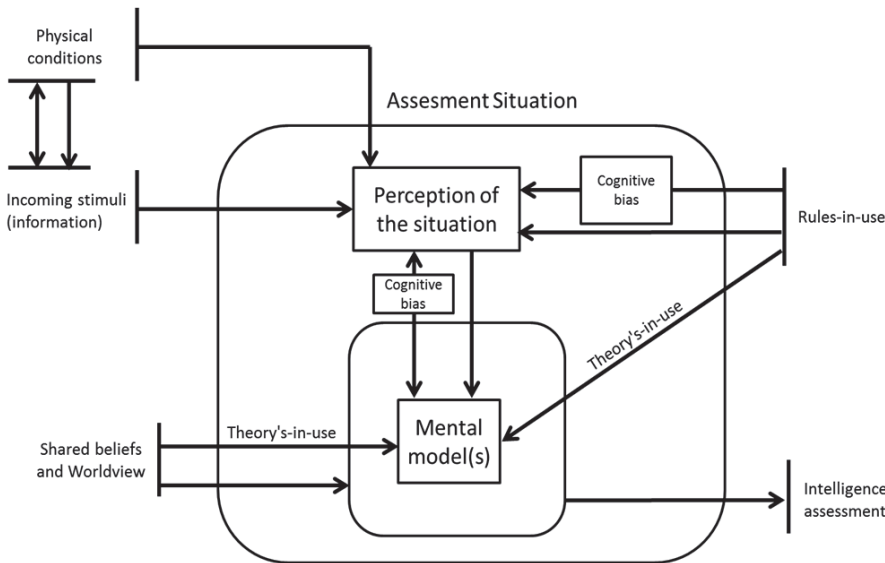 Physical
conditions
Assesment Situation
Incoming stimuli
(information)
Perception of
the situation
Cognitive
bias
Rules-in-use
Cognitive
bias
Theory's-in-use
Shared beliefs
and Worldview
Theory's-in-use
Mental
model(s)
Intelligence
assessment